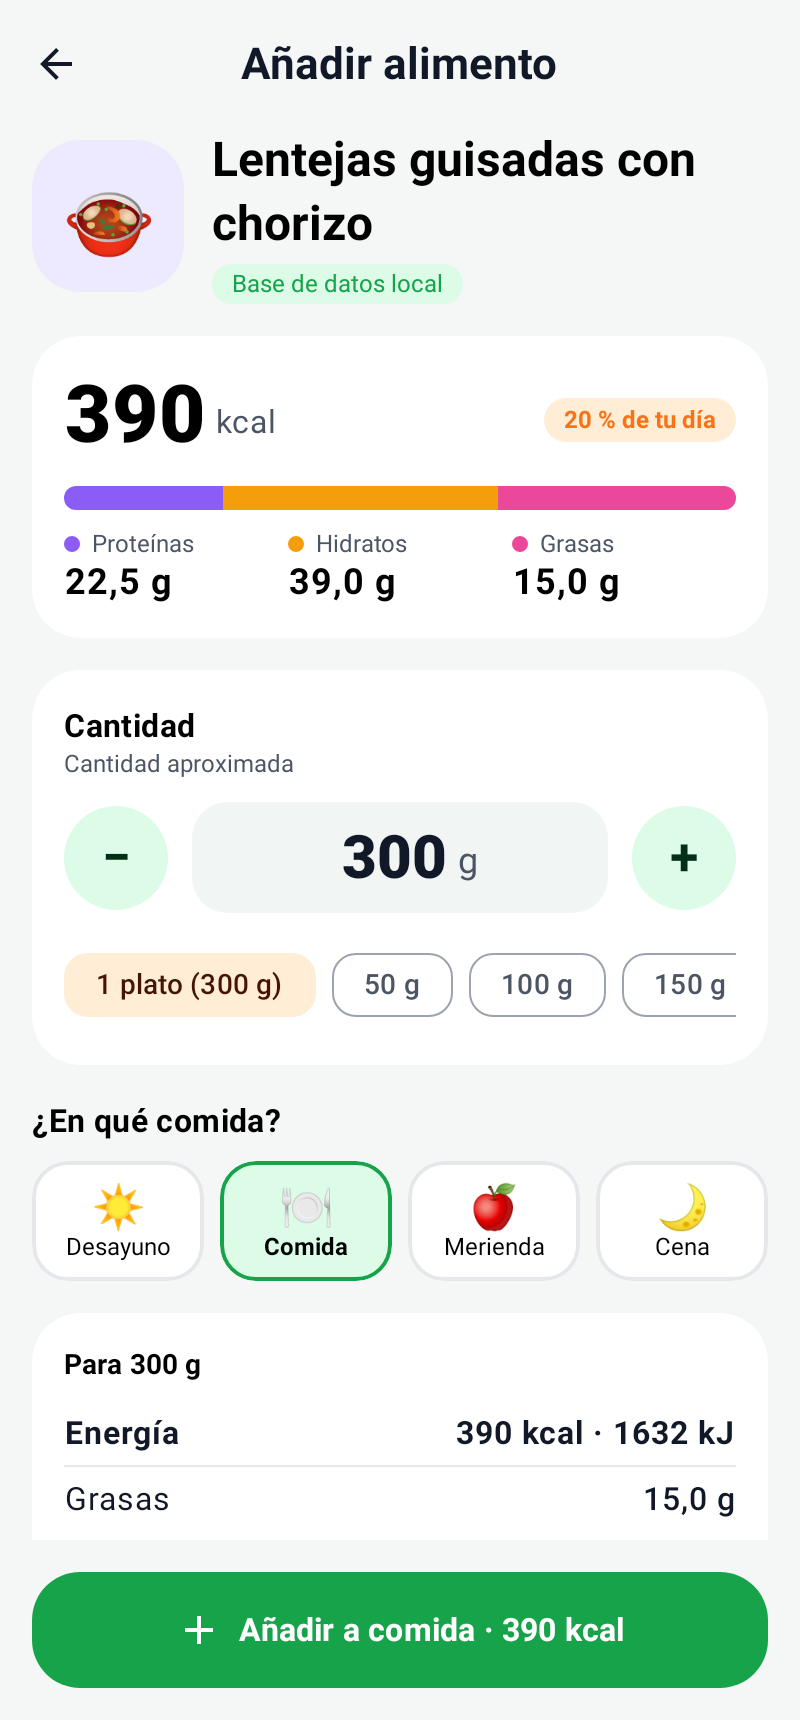 Añadir alimento
Lentejas guisadas con
chorizo
Base de datos local
390 kcal
20 % de tu día
Proteínas Hidratos Grasas
22,5 g 39,0 g 15,0 g
Cantidad
Cantidad aproximada
− 300 g +
1 plato (300 g) 50 g 100 g 150 g
¿En qué comida?
Desayuno Comida Merienda Cena
Para 300 g
Energía 390 kcal · 1632 kJ
Grasas 15,0 g
+ Añadir a comida · 390 kcal